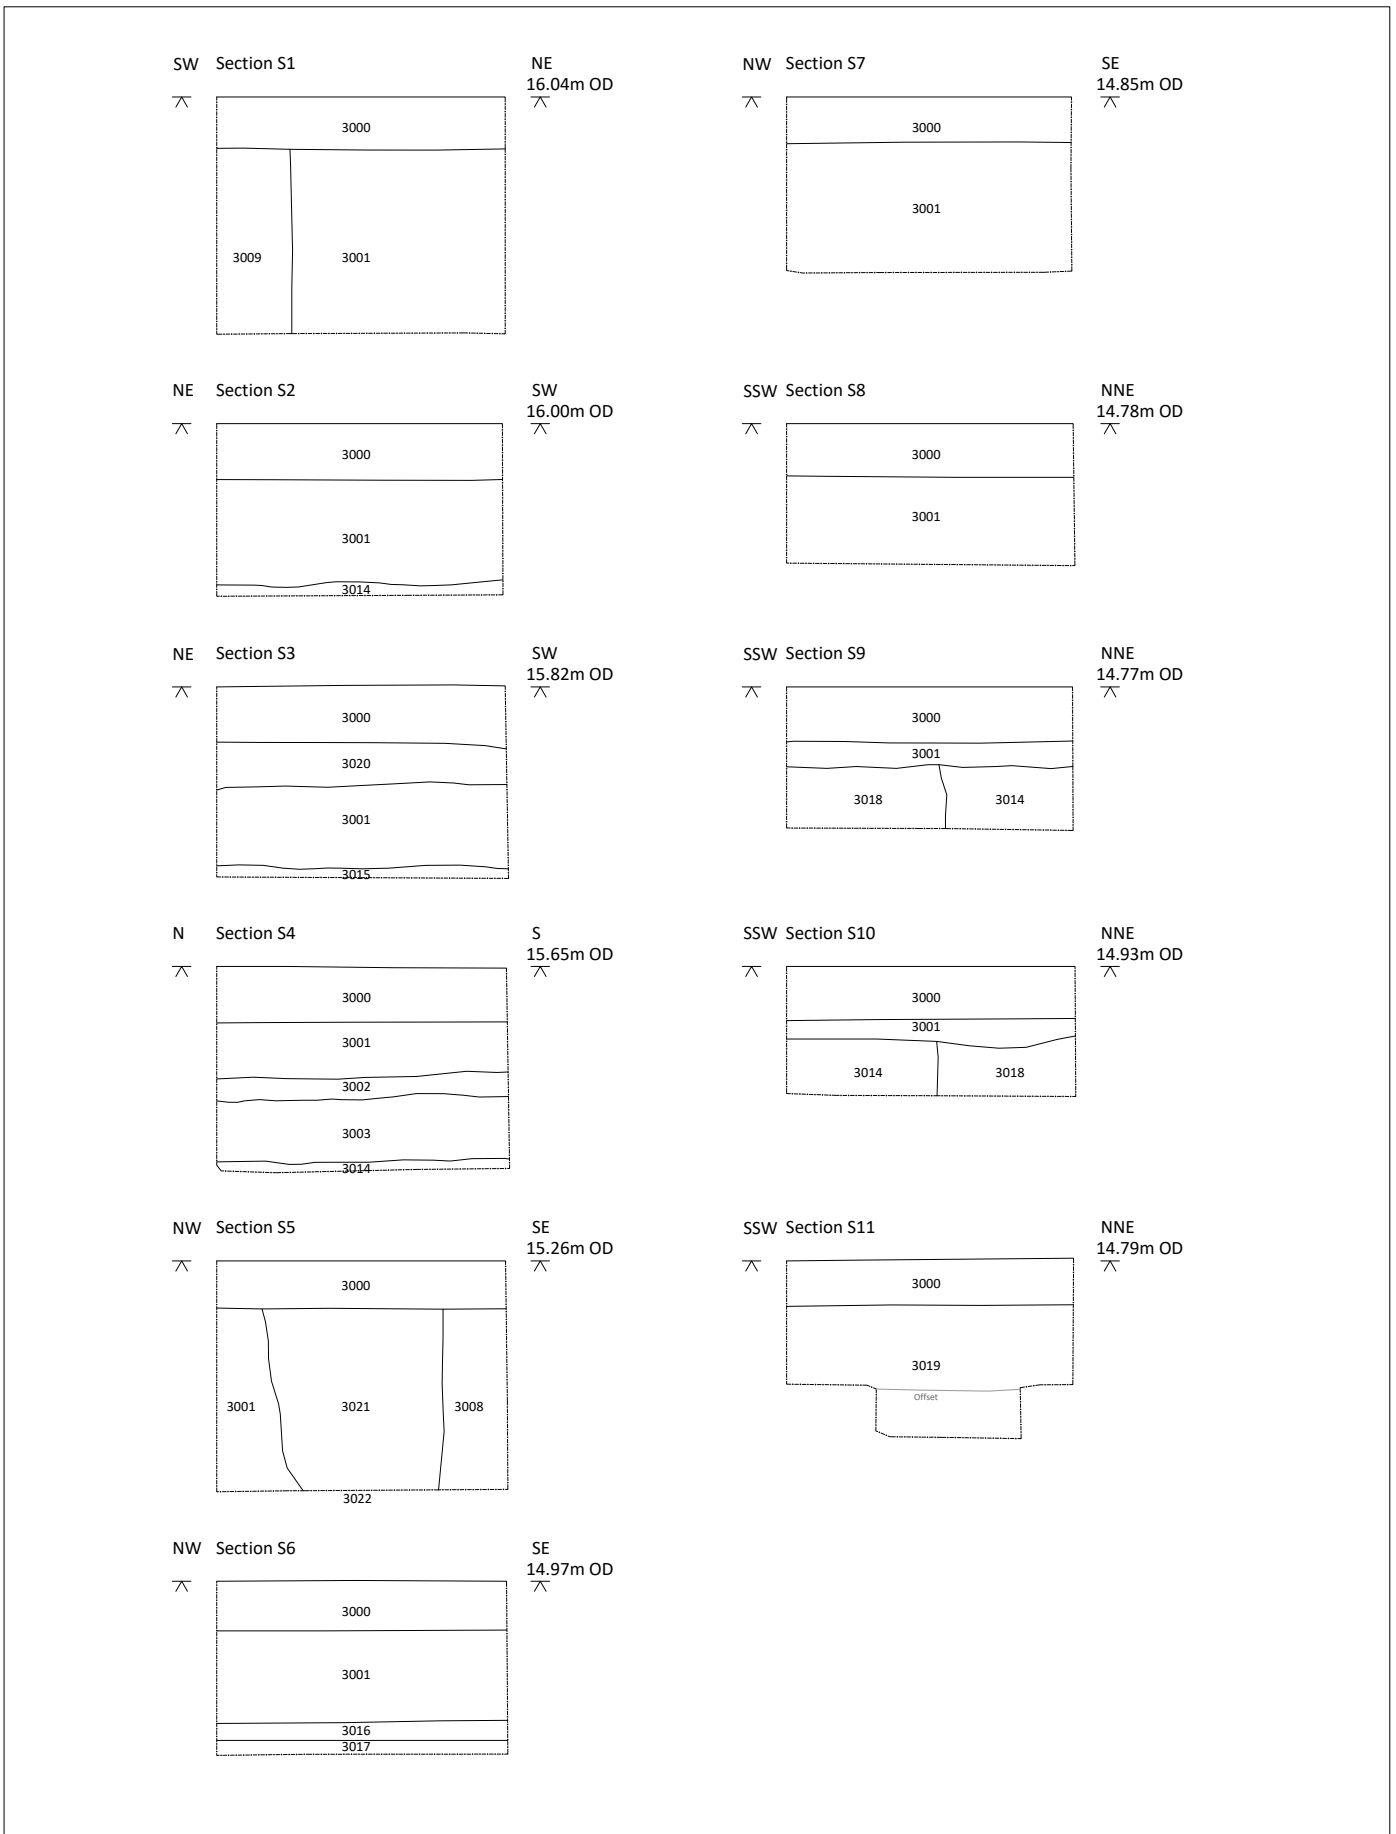 SW Section S1 NE
16.04m OD
3000
3009 3001
NE Section S2 SW
16.00m OD
3000
3001
3014
NE Section S3 SW
15.82m OD
3000
3020
3001
3015
N Section S4 S
15.65m OD
3000
3001
3002
3003
3014
NW Section S5 SE
15.26m OD
3000
3001 3021 3008
3022
NW Section S6 SE
14.97m OD
3000
3001
3016
3017
NW Section S7 SE
14.85m OD
3000
3001
SSW Section S8 NNE
14.78m OD
3000
3001
SSW Section S9 NNE
14.77m OD
3000
3001
3018 3014
SSW Section S10 NNE
14.93m OD
3000
3001
3014 3018
SSW Section S11 NNE
14.79m OD
3000
3019
Offset